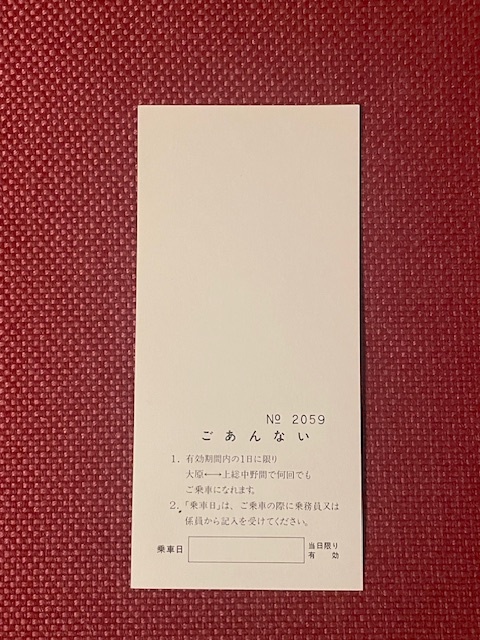 № 2059
ごあんない
1. 有効期間内の1日に限り
大原←→上総中野間で何回でも
ご乗車になれます。
2. 「乗車日」は、ご乗車の際に乗務員又は
係員から記入を受けてください。
乗車日
当日限り
有効